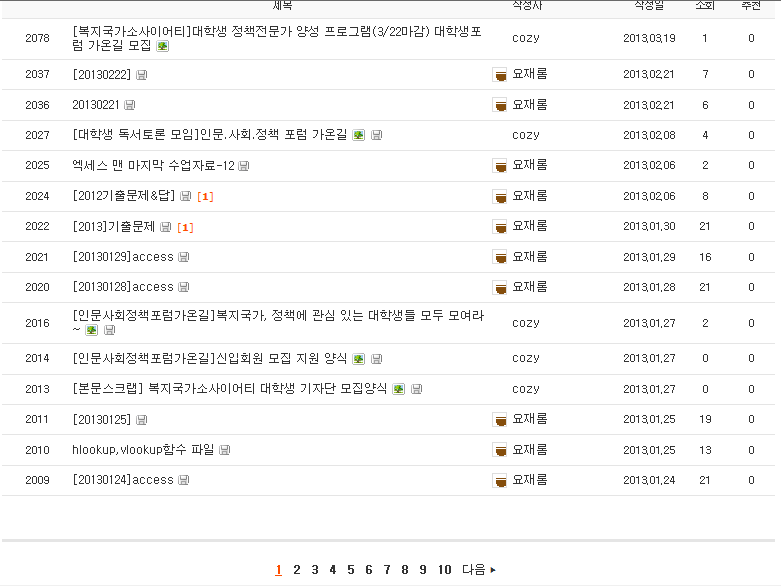 제목 작성자 작성일 조회 추천
2078 [복지국가소사이어티]대학생 정책전문가 양성 프로그램(3/22마감) 대학생포 cozy 2013.03.19 1 0
럼 가온길 모집
2037 [20130222] 요재롬 2013.02.21 7 0
2036 20130221 요재롬 2013.02.21 6 0
2027 [대학생 독서토론 모임]인문.사회.정책 포럼 가온길 cozy 2013.02.08 4 0
2025 엑세스 맨 마지막 수업자료-12 요재롬 2013.02.06 2 0
2024 [2012기출문제&답] [1] 요재롬 2013.02.06 8 0
2022 [2013]기출문제 [1] 요재롬 2013.01.30 21 0
2021 [20130129]access 요재롬 2013.01.29 16 0
2020 [20130128]access 요재롬 2013.01.28 21 0
2016 [인문사회정책포럼가온길]복지국가, 정책에 관심 있는 대학생들 모두 모여라 cozy 2013.01.27 2 0
~
2014 [인문사회정책포럼가온길]신입회원 모집 지원 양식 cozy 2013.01.27 0 0
2013 [본문스크랩] 복지국가소사이어티 대학생 기자단 모집양식 cozy 2013.01.27 0 0
2011 [20130125] 요재롬 2013.01.25 19 0
2010 hlookup,vlookup함수 파일 요재롬 2013.01.25 13 0
2009 [20130124]access 요재롬 2013.01.24 21 0
1 2 3 4 5 6 7 8 9 10 다음